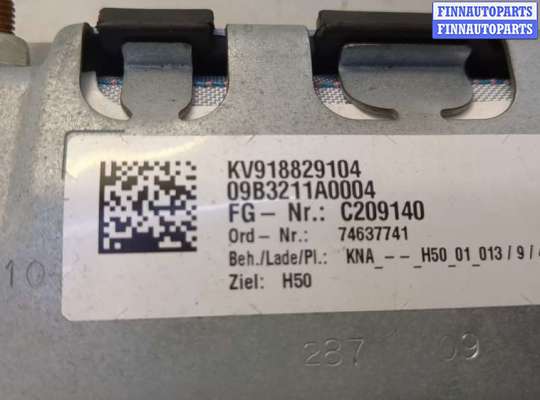 FINNAUTOPARTS
FINNAUTOPARTS
KV918829104
09B3211A0004
FG - Nr.: C209140
Ord - Nr.: 74637741
Beh./Lade/Pl.: KNA_ - - _H50_01_013 / 9 /
Ziel: H50
10
287 09